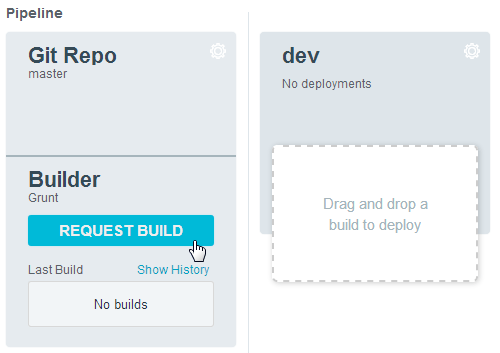 Pipeline
Git Repo
master
Builder
Grunt
REQUEST BUILD
Last Build
Show History
No builds
dev
No deployments
Drag and drop a
build to deploy